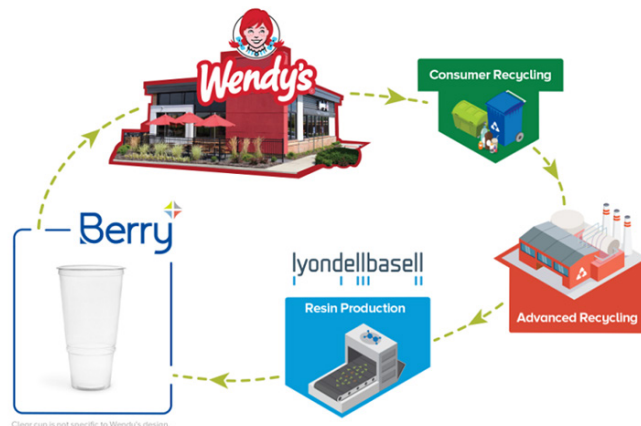 Wendy's
Consumer Recycling
Berry
lyondellbasell
Resin Production
Advanced Recycling
Clear cup is not specific to Wendy's design